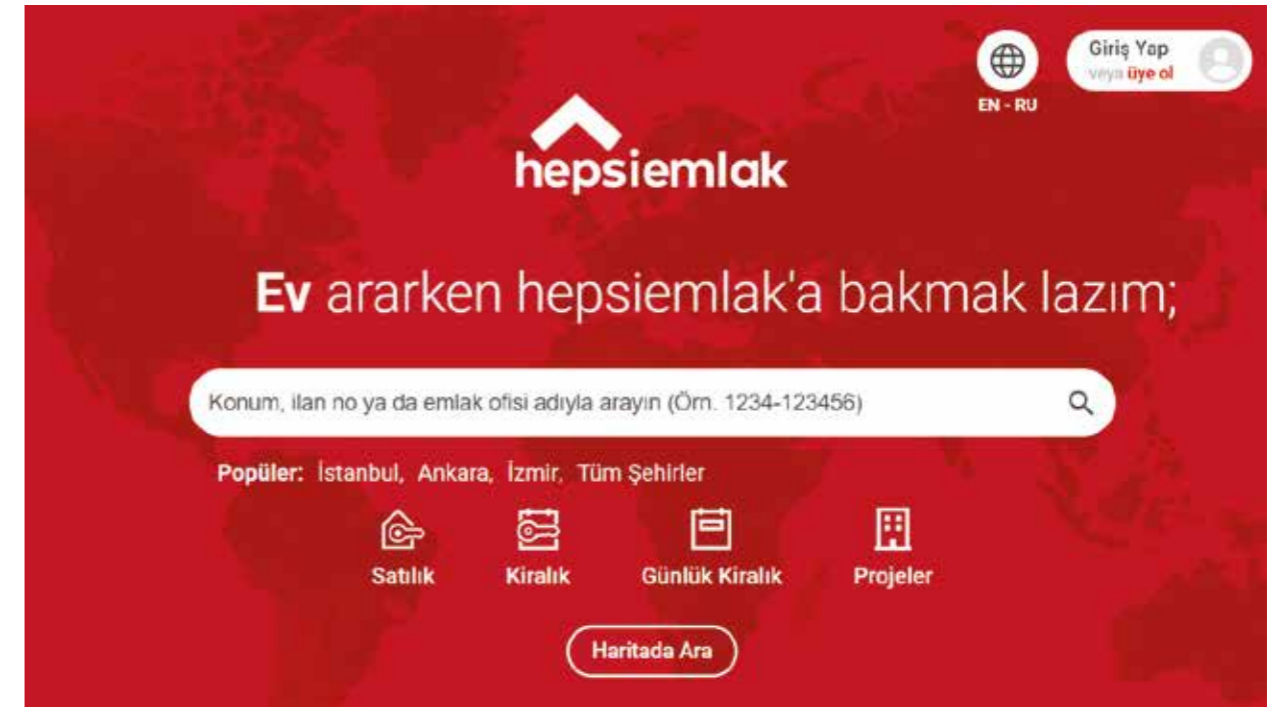 Giriş Yap
veya üye ol
EN - RU
hepsiemlak
Ev ararken hepsiemlak'a bakmak lazım;
Konum, ilan no ya da emlak ofisi adıyla arayın (Örn. 1234-123456)
Popüler: İstanbul, Ankara, İzmir, Tüm Şehirler
Satılık Kiralık Günlük Kiralık Projeler
Haritada Ara